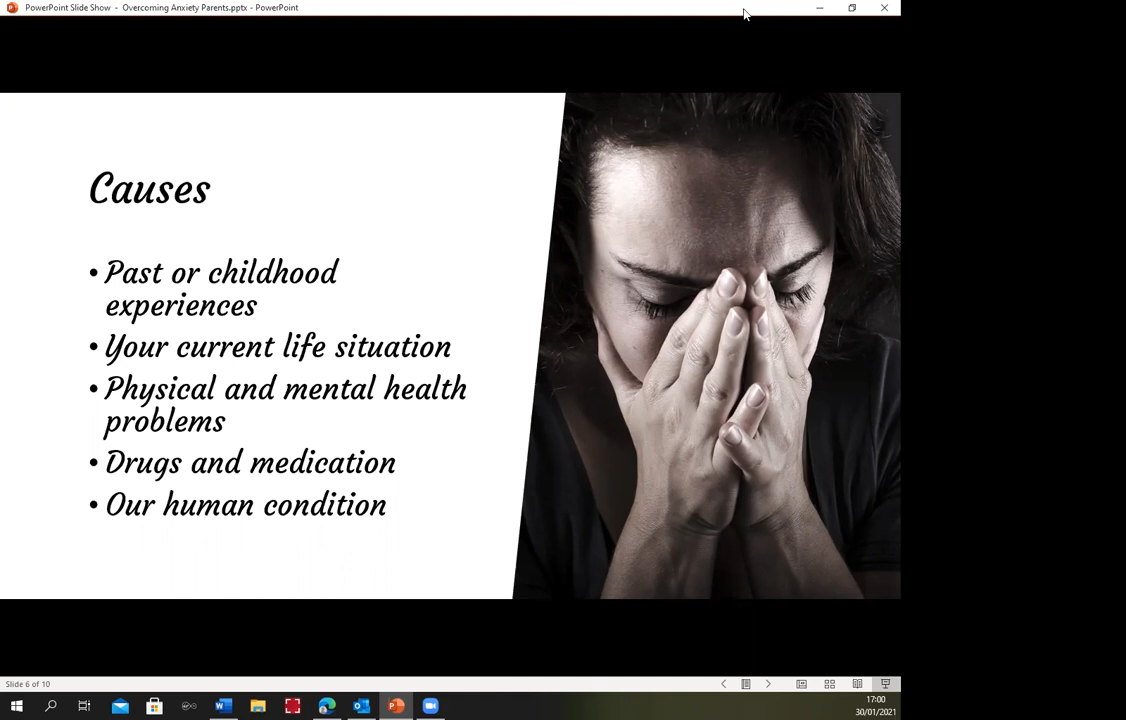 PowerPoint Slide Show - Overcoming Anxiety Parents.pptx - PowerPoint
Causes
• Past or childhood
experiences
• Your current life situation
• Physical and mental health
problems
• Drugs and medication
• Our human condition
Slide 6 of 10
17:00
30/01/2021